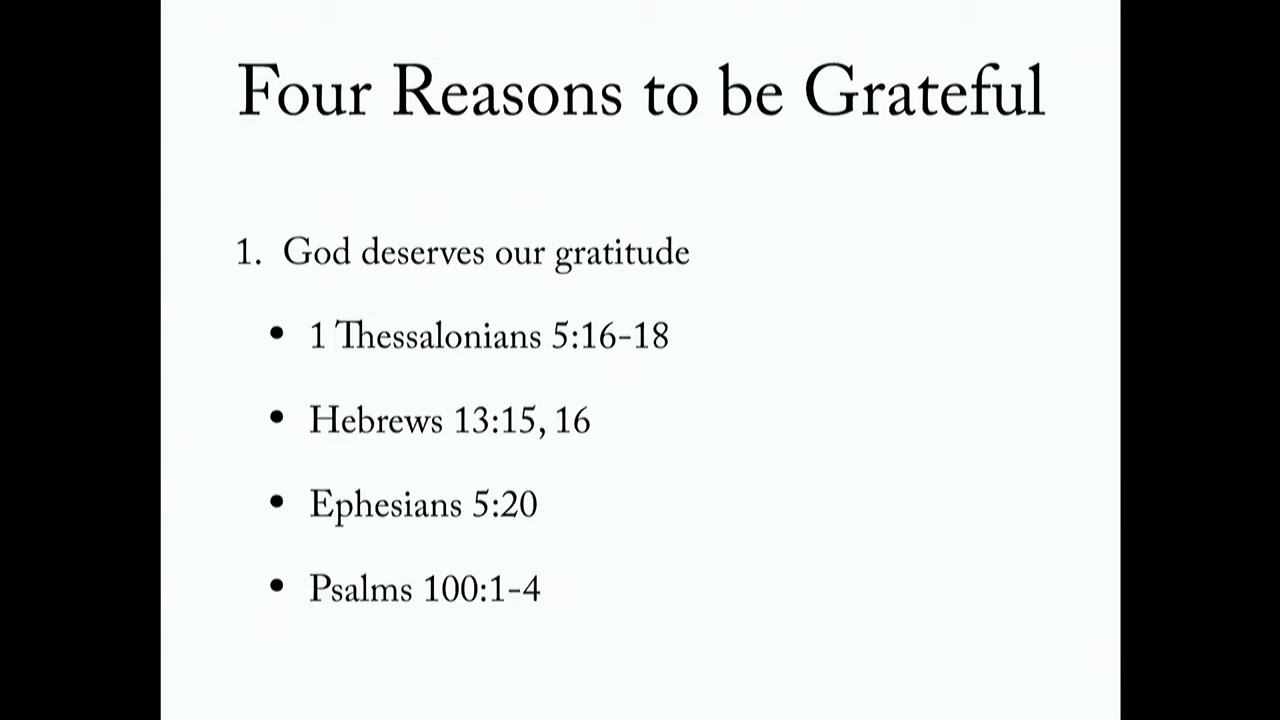 Four Reasons to be Grateful
1. God deserves our gratitude
• 1 Thessalonians 5:16-18
• Hebrews 13:15, 16
• Ephesians 5:20
• Psalms 100:1-4